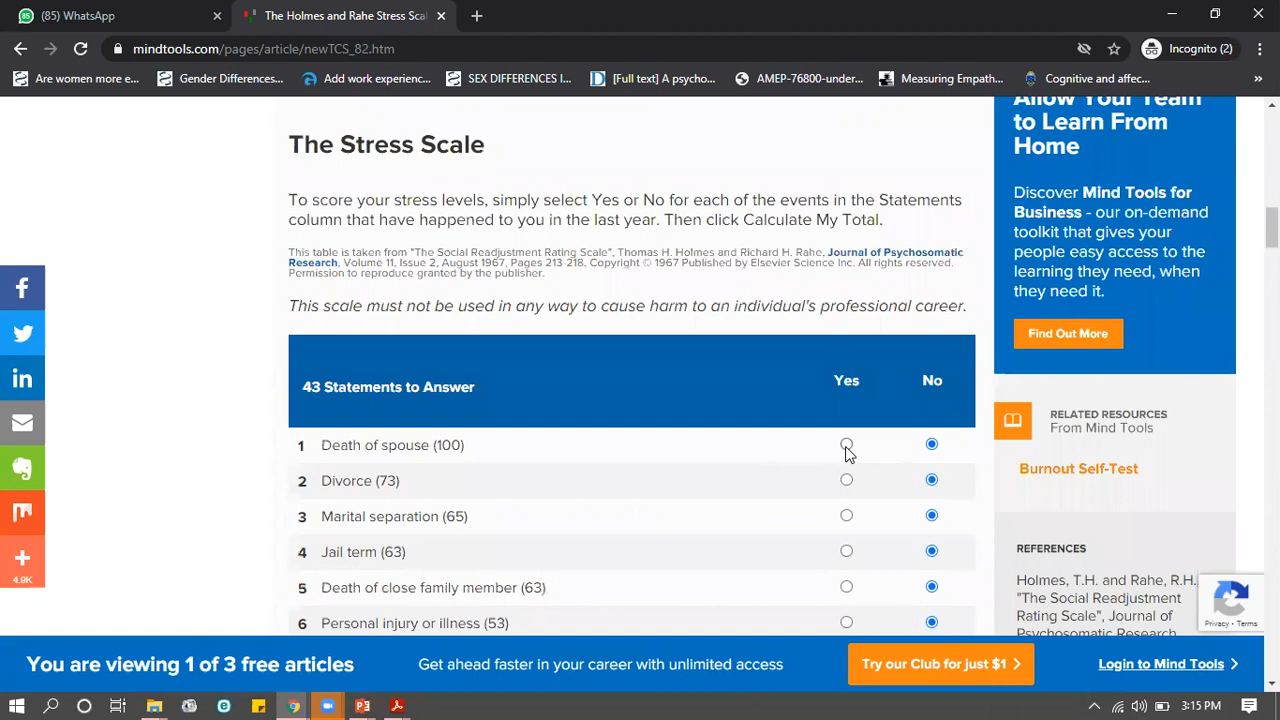 (85) WhatsApp
The Holmes and Rahe Stress Sca
mindtools.com/pages/article/newTCS_82.htm
Incognito (2)
Are women more e...
Gender Differences...
Add work experienc...
SEX DIFFERENCES I...
[Full text] A psycho...
AMEP-76800-under...
Measuring Empath...
Cognitive and affec...
The Stress Scale
To score your stress levels, simply select Yes or No for each of the events in the Statements
column that have happened to you in the last year. Then click Calculate My Total.
This table is taken from "The Social Readjustment Rating Scale", Thomas H. Holmes and Richard H. Rahe, Journal of Psychosomatic
Research, Volume 11, Issue 2, August 1967, Pages 213-218, Copyright © 1967 Published by Elsevier Science Inc. All rights reserved.
Permission to reproduce granted by the publisher.
This scale must not be used in any way to cause harm to an individual's professional career.
43 Statements to Answer Yes No
1 Death of spouse (100)
2 Divorce (73)
3 Marital separation (65)
4 Jail term (63)
5 Death of close family member (63)
6 Personal injury or illness (53)
Allow Your Team
to Learn From
Home
Discover Mind Tools for
Business - our on-demand
toolkit that gives your
people easy access to the
learning they need, when
they need it.
Find Out More
RELATED RESOURCES
From Mind Tools
Burnout Self-Test
REFERENCES
Holmes, T.H. and Rahe, R.H.
"The Social Readjustment
Rating Scale", Journal of
Psychosomatic Research
Privacy - Terms
4.9K
You are viewing 1 of 3 free articles
Get ahead faster in your career with unlimited access
Try our Club for just $1
Login to Mind Tools
3:15 PM